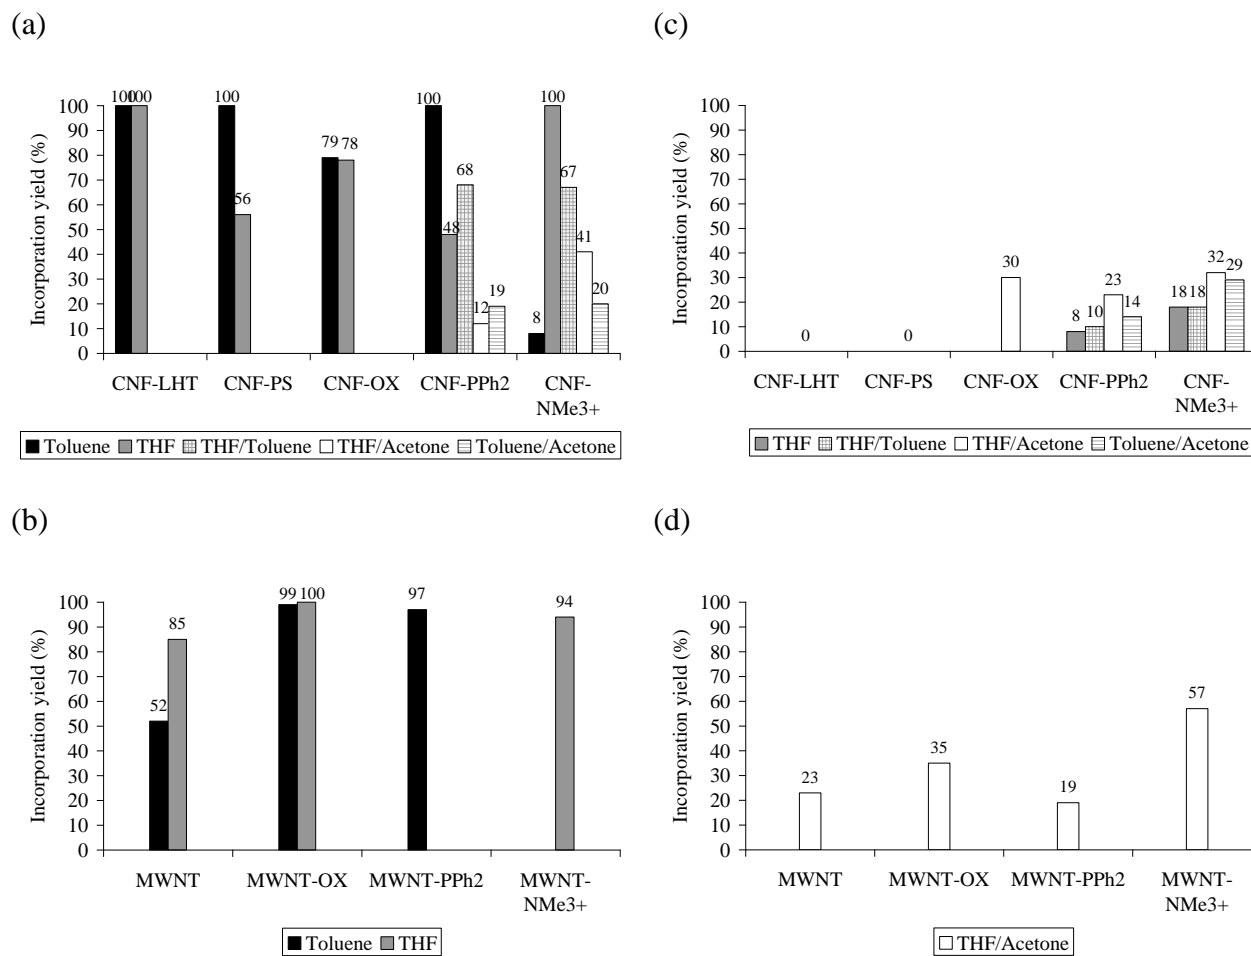 (a)
100 100 100 79 78 100 100
56 48 68 12 19 8 67 41 20
Incorporation yield (%)
100
90
80
70
60
50
40
30
20
10
0
CNF-LHT CNF-PS CNF-OX CNF-PPh2 CNF-
NMe3+
Toluene THF THF/Toluene THF/Acetone Toluene/Acetone
(c)
Incorporation yield (%)
100
90
80
70
60
50
40
30
20
10
0
0 0 30 8 10 23 14 18 18 32 29
CNF-LHT CNF-PS CNF-OX CNF-PPh2 CNF-
NMe3+
THF THF/Toluene THF/Acetone Toluene/Acetone
(b)
Incorporation yield (%)
100
90
80
70
60
50
40
30
20
10
0
52 85 99 100 97 94
MWNT MWNT-OX MWNT-PPh2 MWNT-
NMe3+
Toluene THF
(d)
Incorporation yield (%)
100
90
80
70
60
50
40
30
20
10
0
23 35 19 57
MWNT MWNT-OX MWNT-PPh2 MWNT-
NMe3+
THF/Acetone